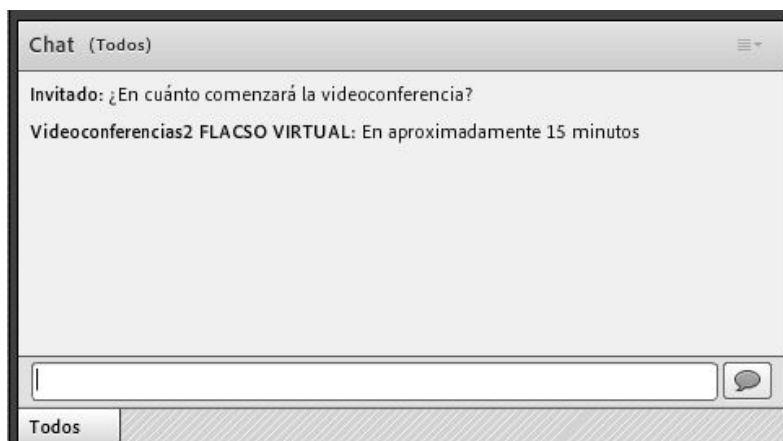 Chat (Todos)
Invitado: ¿En cuánto comenzará la videoconferencia?
Videoconferencias2 FLACSO VIRTUAL: En aproximadamente 15 minutos
Todos